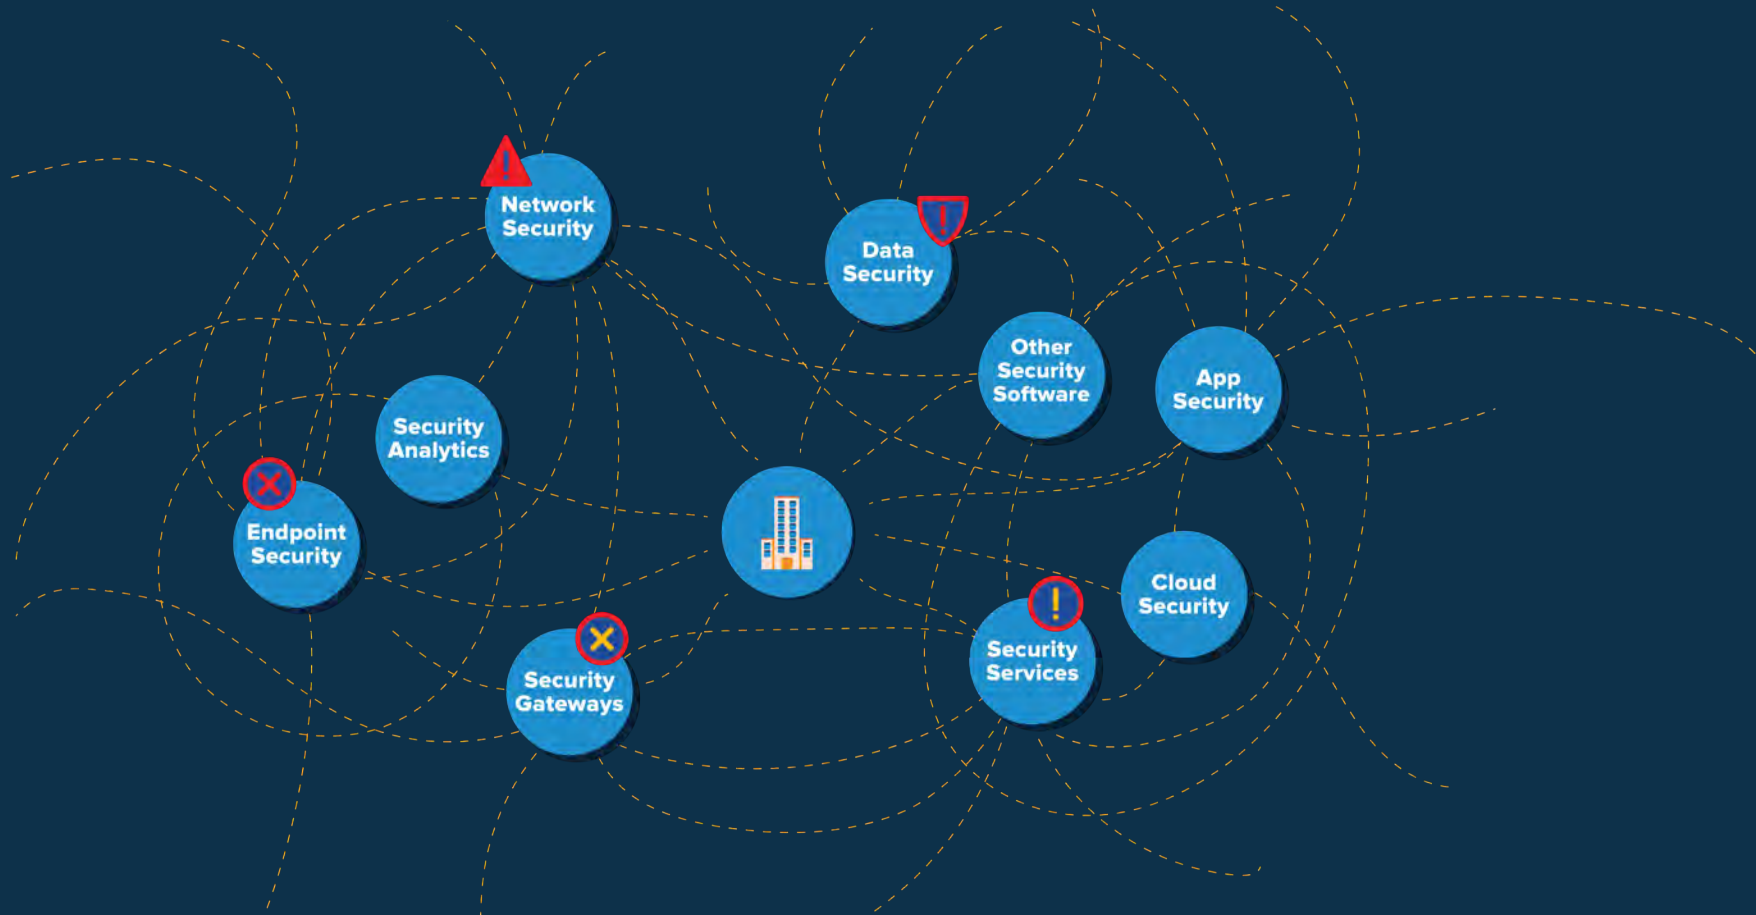 Network
Security
Data
Security
Other
Security
Software
App
Security
Security
Analytics
Endpoint
Security
Cloud
Security
Security
Services
Security
Gateways